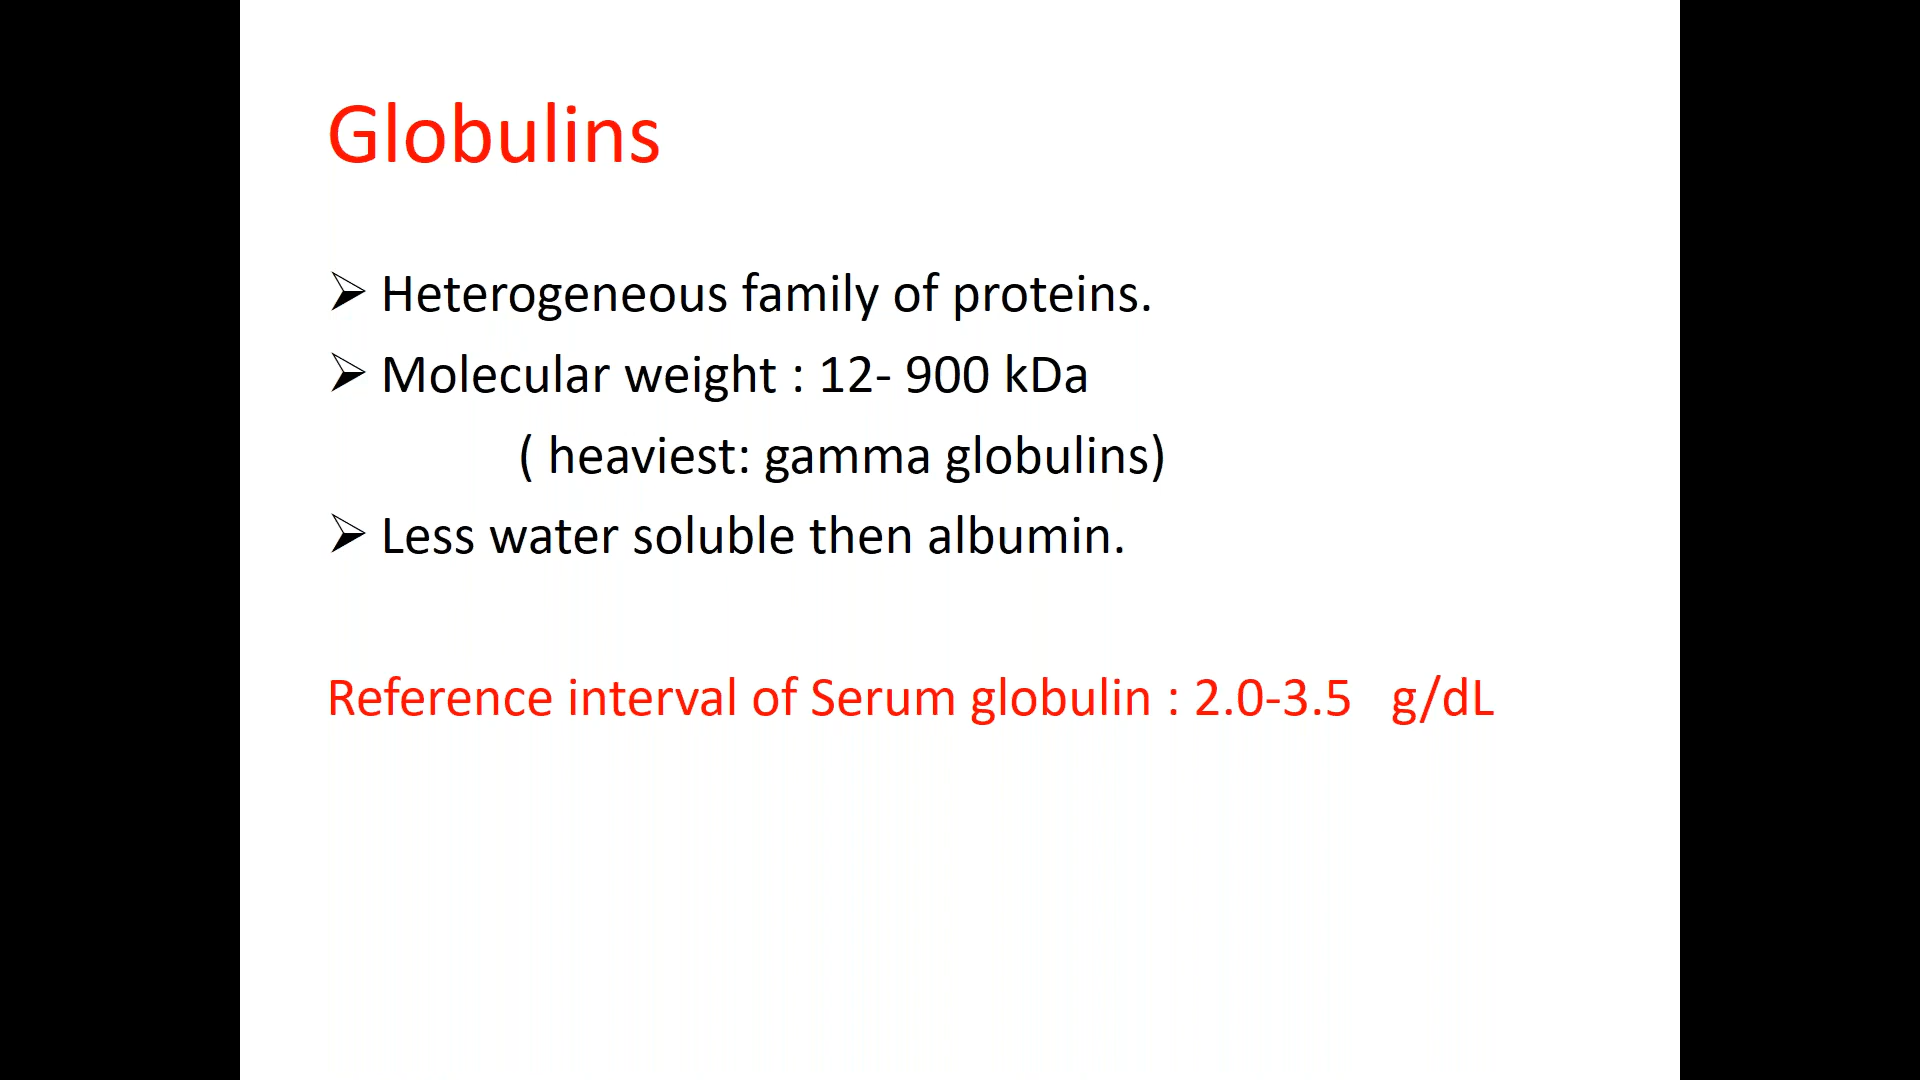 Globulins
➢ Heterogeneous family of proteins.
➢ Molecular weight : 12- 900 kDa
( heaviest: gamma globulins)
➢ Less water soluble then albumin.
Reference interval of Serum globulin : 2.0-3.5 g/dL